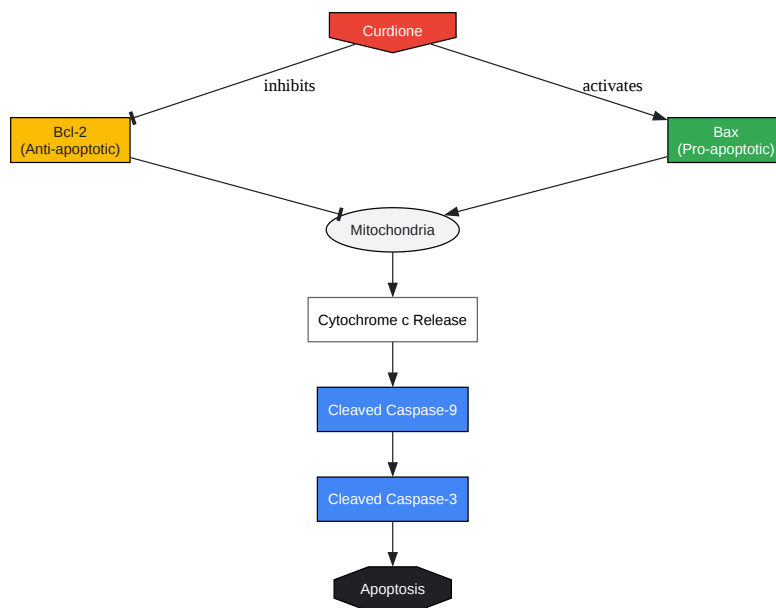 Curdione
inhibits
activates
Bcl-2
(Anti-apoptotic)
Bax
(Pro-apoptotic)
Mitochondria
Cytochrome c Release
Cleaved Caspase-9
Cleaved Caspase-3
Apoptosis